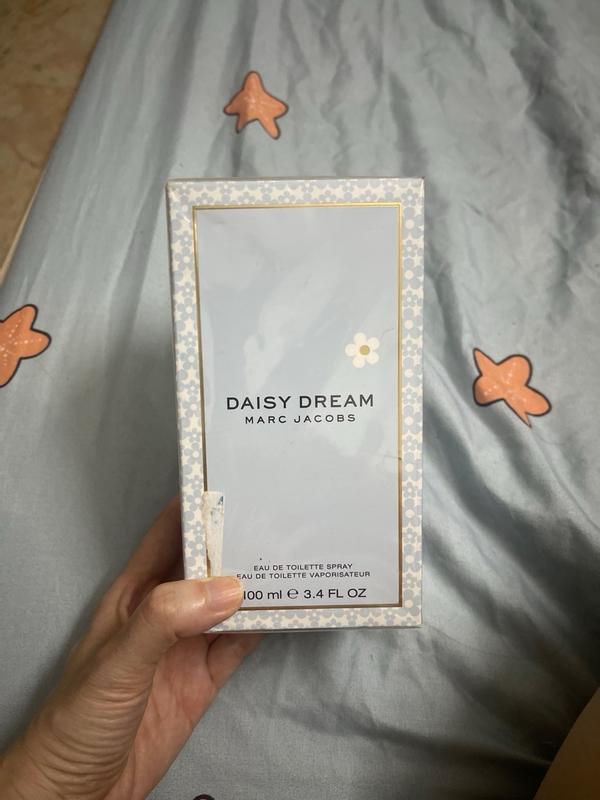 DAISY DREAM
MARC JACOBS
EAU DE TOILETTE SPRAY
EAU DE TOILETTE VAPORISATEUR
100 ml ℮ 3.4 FL OZ